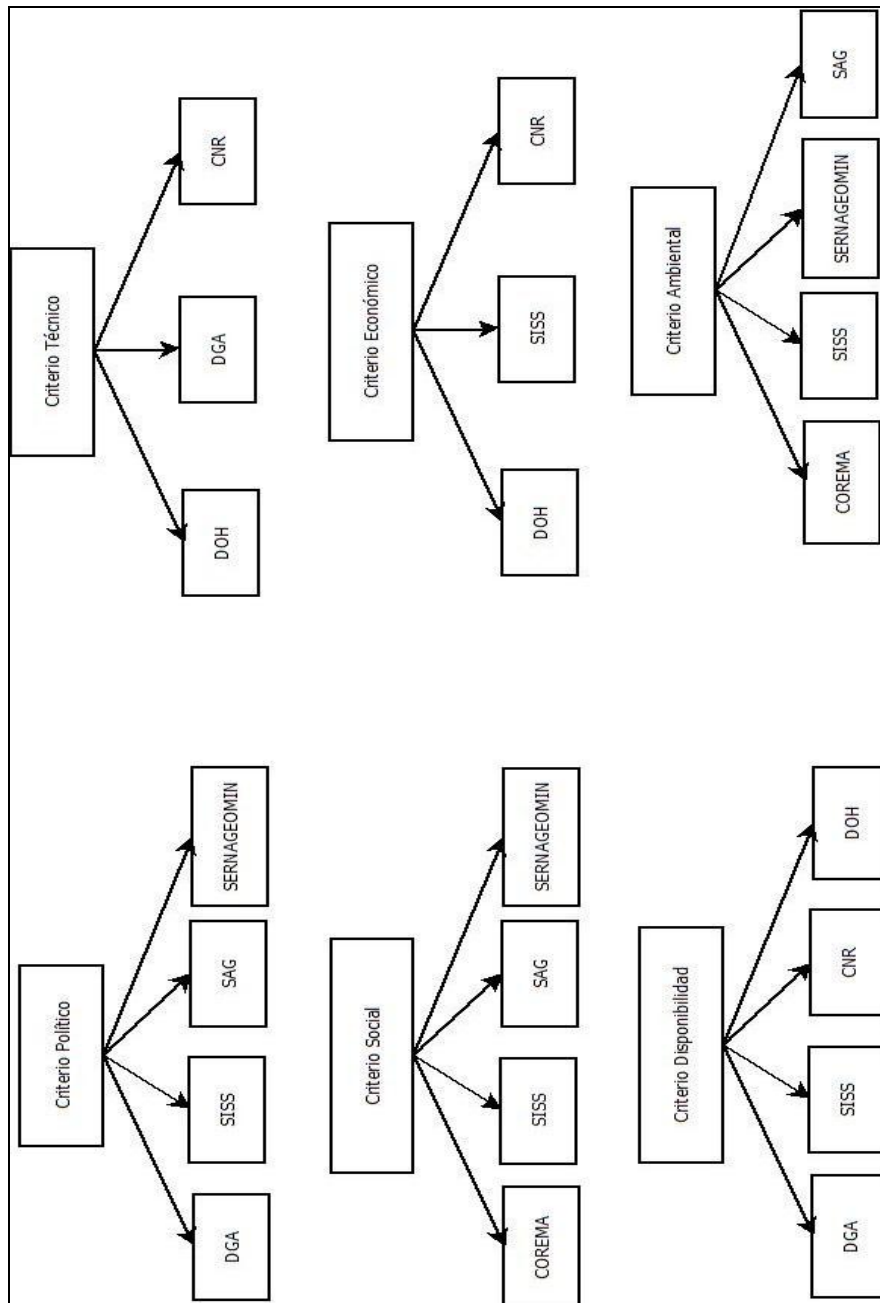 Criterio Político
DGA
SISS
SAG
SERNAGEOMIN
Criterio Técnico
DOH
DGA
CNR
Criterio Social
COREMA
SISS
SAG
SERNAGEOMIN
Criterio Económico
DOH
SISS
CNR
Criterio Disponibilidad
DGA
SISS
CNR
DOH
Criterio Ambiental
COREMA
SISS
SERNAGEOMIN
SAG